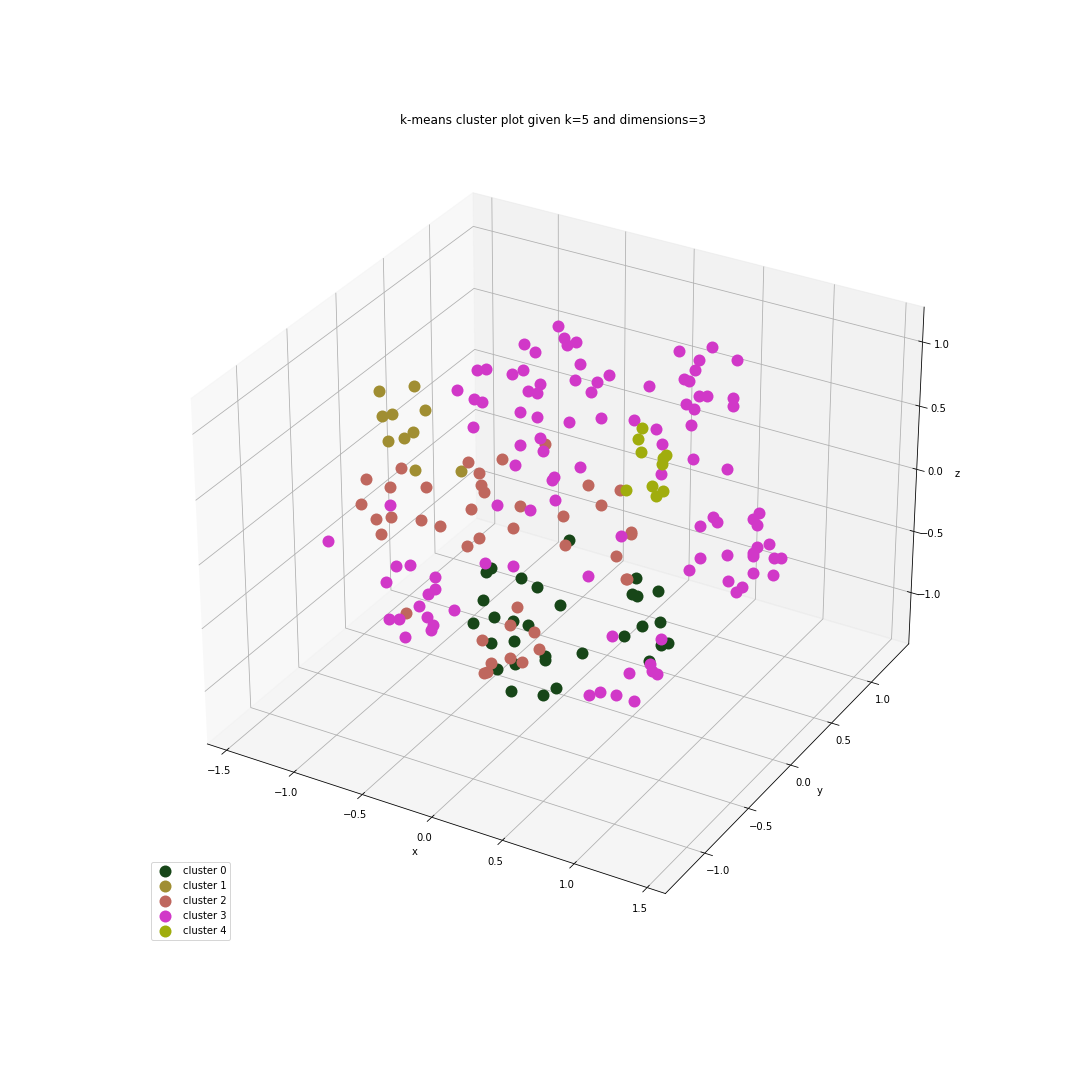 k-means cluster plot given k=5 and dimensions=3
1.0
0.5
0.0
z
−0.5
−1.0
1.0
0.5
0.0
y
−0.5
−1.0
−1.5
−1.0
−0.5
0.0
x
0.5
1.0
1.5
cluster 0
cluster 1
cluster 2
cluster 3
cluster 4